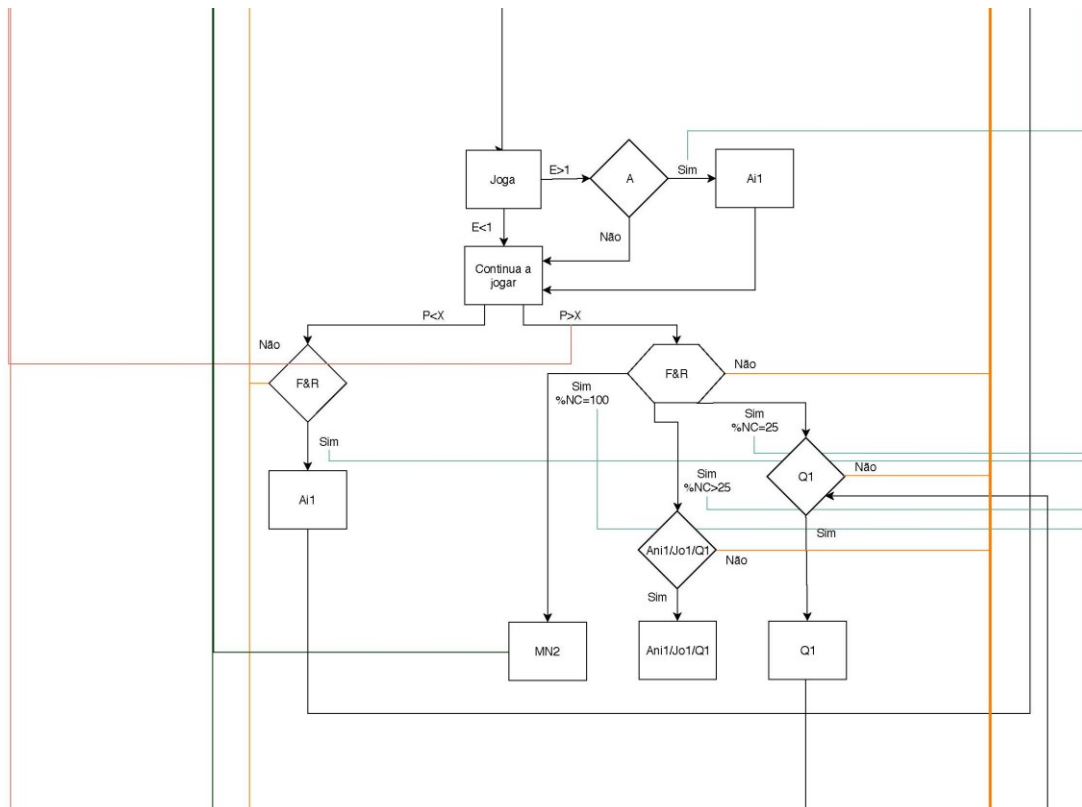 Joga
E>1
A
Sim
Ai1
E<1
Não
Continua a
jogar
P<X
P>X
Não
F&R
F&R
Não
Sim
%NC=100
Sim
%NC=25
Sim
Q1
Não
Sim
%NC>25
Ai1
Sim
Ani1/Jo1/Q1
Não
Sim
MN2
Ani1/Jo1/Q1
Q1